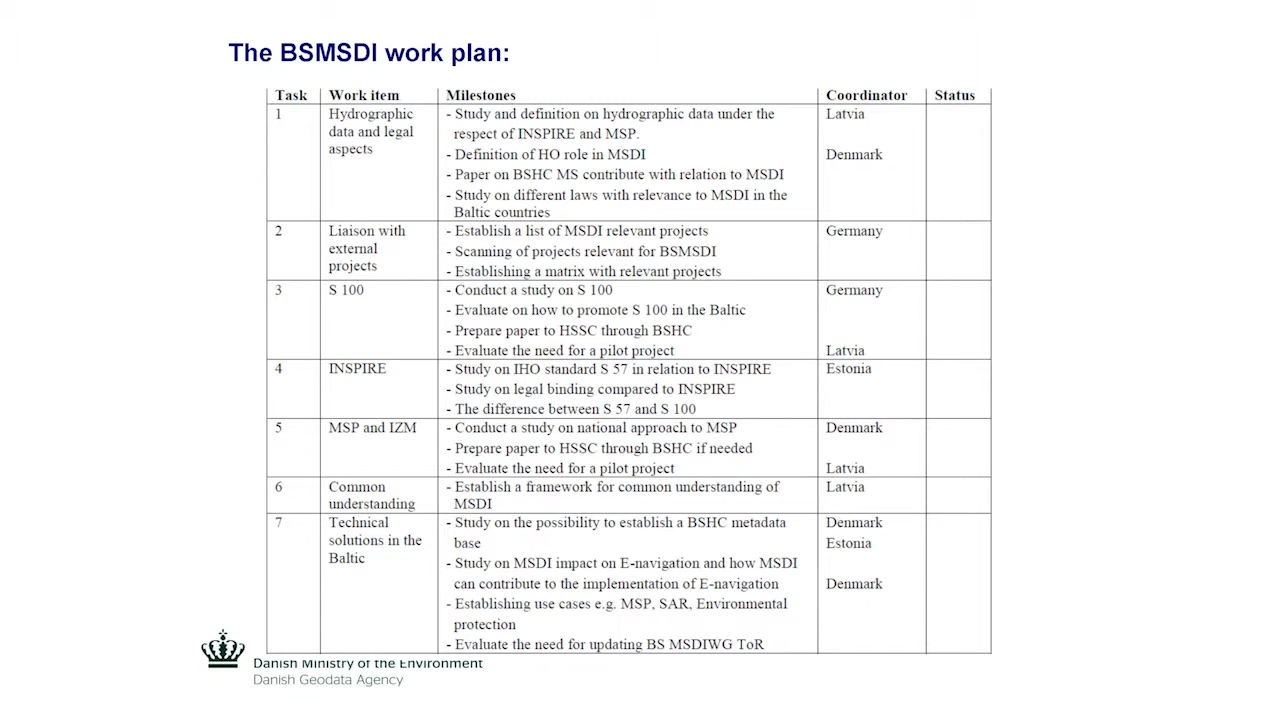 The BSMSDI work plan:
Task Work item Milestones Coordinator Status
1 Hydrographic - Study and definition on hydrographic data under the Latvia
data and legal respect of INSPIRE and MSP.
aspects - Definition of HO role in MSDI Denmark
- Paper on BSHC MS contribute with relation to MSDI
- Study on different laws with relevance to MSDI in the
Baltic countries
2 Liaison with - Establish a list of MSDI relevant projects Germany
external - Scanning of projects relevant for BSMSDI
projects - Establishing a matrix with relevant projects
3 S 100 - Conduct a study on S 100 Germany
- Evaluate on how to promote S 100 in the Baltic
- Prepare paper to HSSC through BSHC
- Evaluate the need for a pilot project Latvia
4 INSPIRE - Study on IHO standard S 57 in relation to INSPIRE Estonia
- Study on legal binding compared to INSPIRE
- The difference between S 57 and S 100
5 MSP and IZM - Conduct a study on national approach to MSP Denmark
- Prepare paper to HSSC through BSHC if needed
- Evaluate the need for a pilot project Latvia
6 Common - Establish a framework for common understanding of Latvia
understanding MSDI
7 Technical - Study on the possibility to establish a BSHC metadata Denmark
solutions in the base Estonia
Baltic - Study on MSDI impact on E-navigation and how MSDI
can contribute to the implementation of E-navigation Denmark
- Establishing use cases e.g. MSP, SAR, Environmental
protection
- Evaluate the need for updating BS MSDIWG ToR
Danish Ministry of the Environment
Danish Geodata Agency